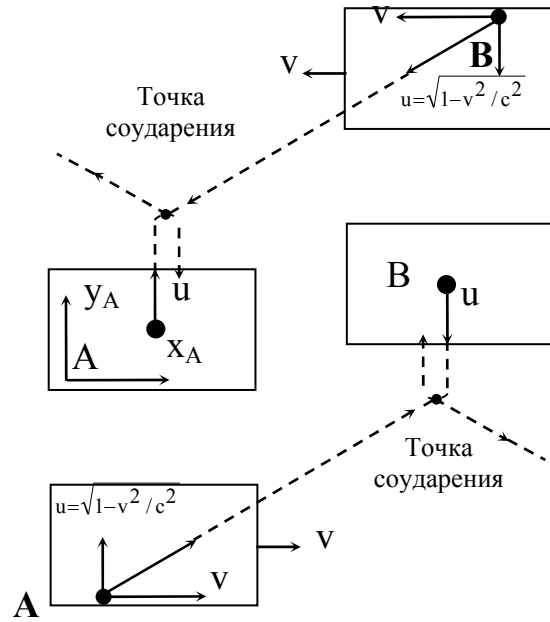 v
B
v
u=√1−v²/c²
Точка
соударения
y_A
u
A
x_A
B
u
Точка
соударения
u=√1−v²/c²
v
v
A